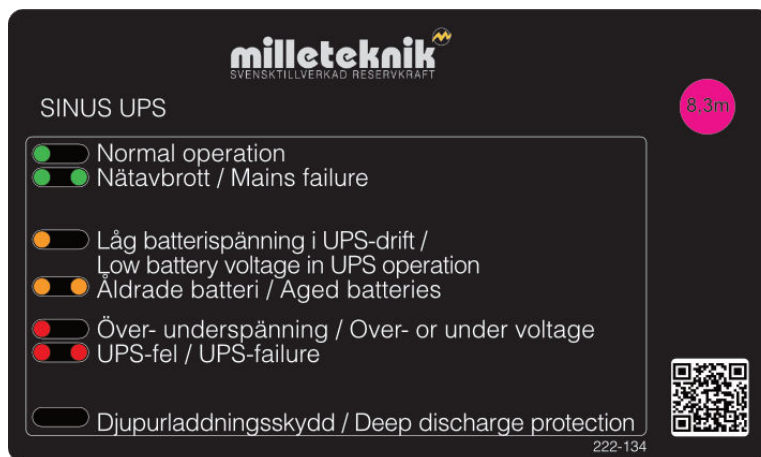 milleteknik
SVENSKTILLVERKAD RESERVKRAFT
SINUS UPS
8.3m
Normal operation
Nätavbrott / Mains failure
Låg batterispänning i UPS-drift /
Low battery voltage in UPS operation
Åldrade batteri / Aged batteries
Över- underspänning / Over- or under voltage
UPS-fel / UPS-failure
Djupurladdningsskydd / Deep discharge protection
222-134